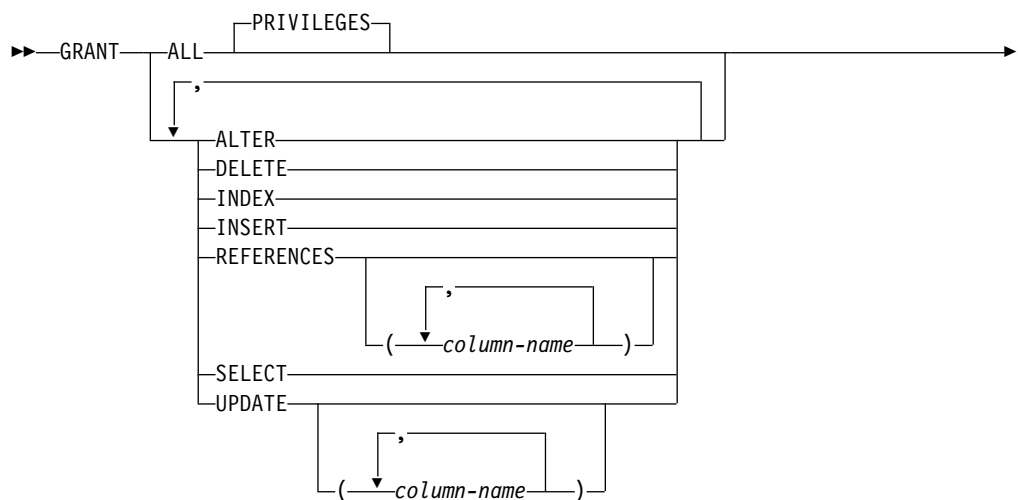 PRIVILEGES
GRANT ALL
,
ALTER
DELETE
INDEX
INSERT
REFERENCES
,
( column-name )
SELECT
UPDATE
,
( column-name )